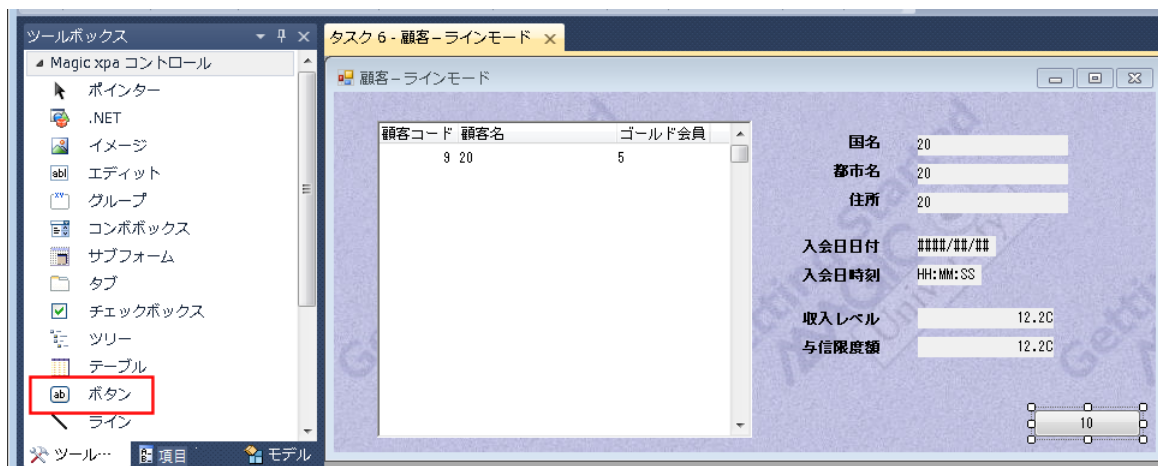 ツールボックス
Magic xpa コントロール
ポインター
.NET
イメージ
エディット
グループ
コンボボックス
サブフォーム
タブ
チェックボックス
ツリー
テーブル
ボタン
ライン
ツール…
項目
モデル
タスク 6 - 顧客－ラインモード
顧客－ラインモード
顧客コード 顧客名 ゴールド会員
9 20 5
国名 20
都市名 20
住所 20
入会日日付 ####/##/##
入会日時刻 HH:MM:SS
収入レベル 12.2C
与信限度額 12.2C
10